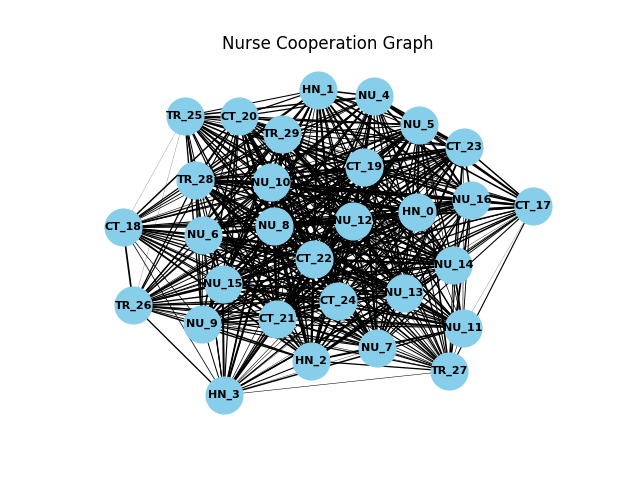 Nurse Cooperation Graph
HN_1
NU_4
TR_25
CT_20
NU_5
TR_29
CT_23
CT_19
TR_28
NU_10
NU_16
CT_17
HN_0
NU_12
CT_18
NU_8
NU_6
CT_22
NU_14
NU_15
NU_13
CT_24
TR_26
CT_21
NU_9
NU_11
NU_7
HN_2
TR_27
HN_3